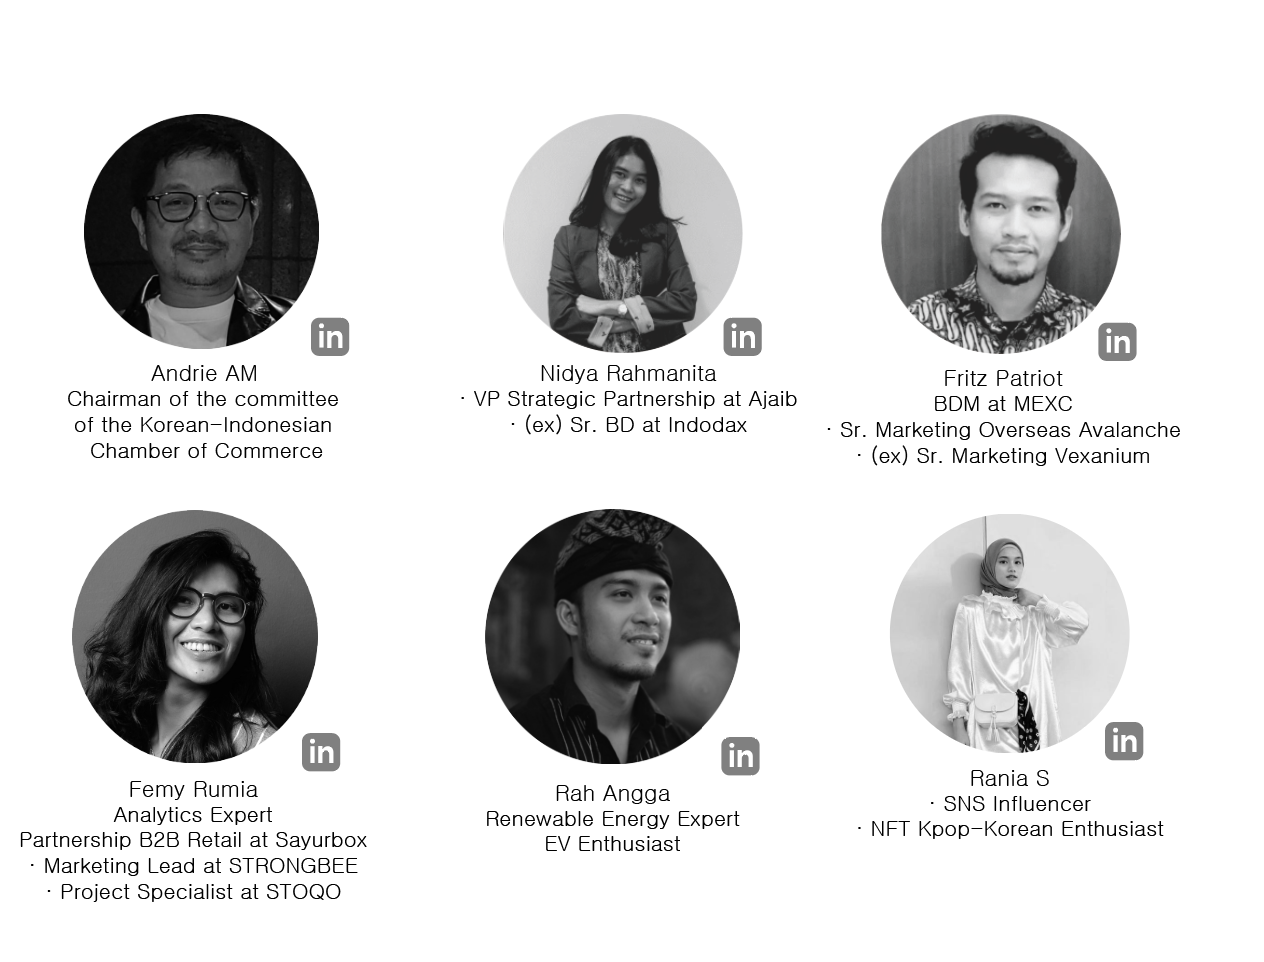 in
Andrie AM
Chairman of the committee
of the Korean-Indonesian
Chamber of Commerce
in
Nidya Rahmanita
· VP Strategic Partnership at Ajaib
· (ex) Sr. BD at Indodax
in
Fritz Patriot
BDM at MEXC
· Sr. Marketing Overseas Avalanche
· (ex) Sr. Marketing Vexanium
in
Femy Rumia
Analytics Expert
Partnership B2B Retail at Sayurbox
· Marketing Lead at STRONGBEE
· Project Specialist at STOQO
in
Rah Angga
Renewable Energy Expert
EV Enthusiast
in
Rania S
· SNS Influencer
· NFT Kpop-Korean Enthusiast